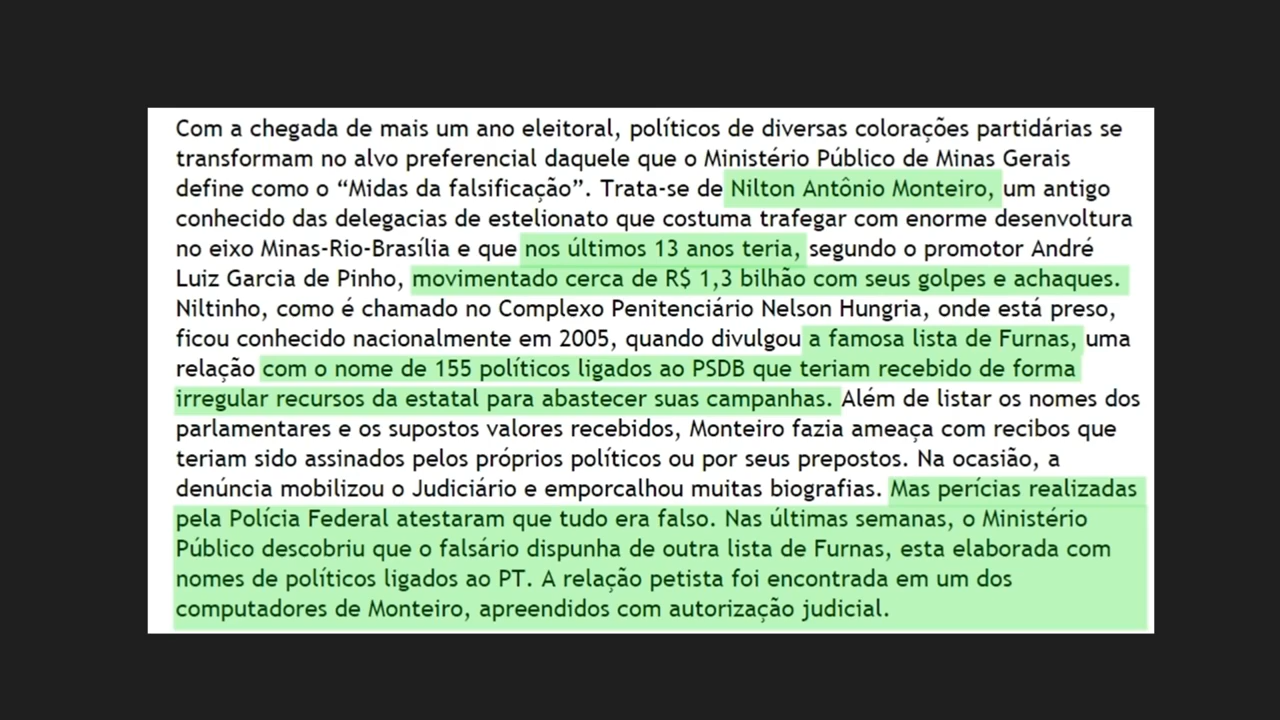 Com a chegada de mais um ano eleitoral, políticos de diversas colorações partidárias se
transformam no alvo preferencial daquele que o Ministério Público de Minas Gerais
define como o “Midas da falsificação”. Trata-se de Nilton Antônio Monteiro, um antigo
conhecido das delegacias de estelionato que costuma trafegar com enorme desenvoltura
no eixo Minas-Rio-Brasília e que nos últimos 13 anos teria, segundo o promotor André
Luiz Garcia de Pinho, movimentado cerca de R$ 1,3 bilhão com seus golpes e achaques.
Niltinho, como é chamado no Complexo Penitenciário Nelson Hungria, onde está preso,
ficou conhecido nacionalmente em 2005, quando divulgou a famosa lista de Furnas, uma
relação com o nome de 155 políticos ligados ao PSDB que teriam recebido de forma
irregular recursos da estatal para abastecer suas campanhas. Além de listar os nomes dos
parlamentares e os supostos valores recebidos, Monteiro fazia ameaça com recibos que
teriam sido assinados pelos próprios políticos ou por seus prepostos. Na ocasião, a
denúncia mobilizou o Judiciário e emporcalhou muitas biografias. Mas perícias realizadas
pela Polícia Federal atestaram que tudo era falso. Nas últimas semanas, o Ministério
Público descobriu que o falsário dispunha de outra lista de Furnas, esta elaborada com
nomes de políticos ligados ao PT. A relação petista foi encontrada em um dos
computadores de Monteiro, apreendidos com autorização judicial.